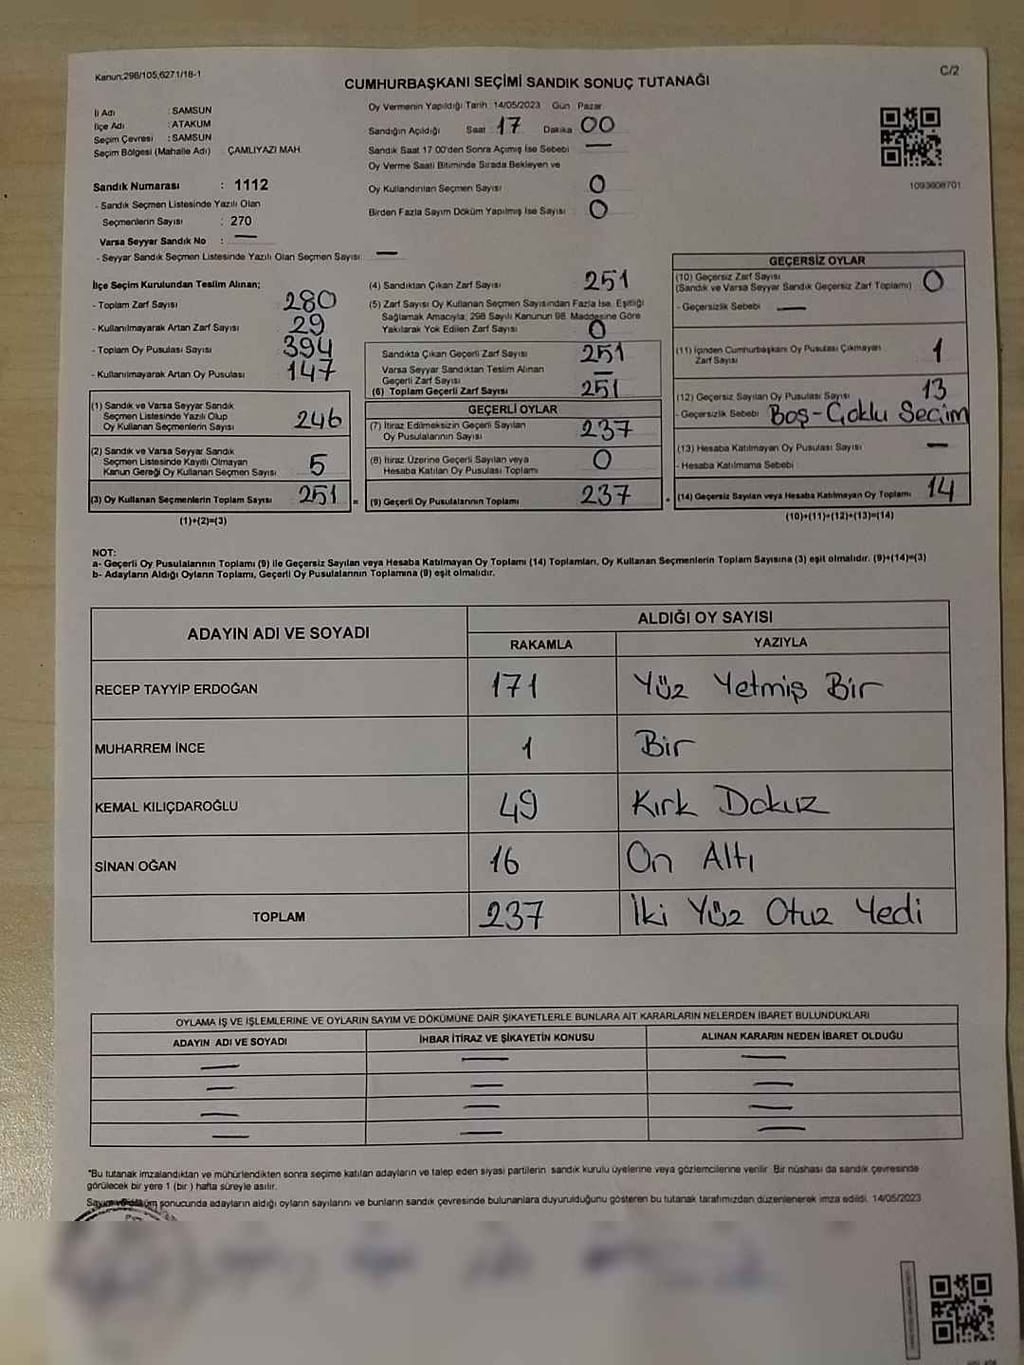 Kanun:298/105,6271/18-1
C/2
CUMHURBAŞKANI SEÇİMİ SANDIK SONUÇ TUTANAĞI
İl Adı : SAMSUN
İlçe Adı : ATAKUM
Seçim Çevresi : SAMSUN
Seçim Bölgesi (Mahalle Adı) ÇAMLIYAZI MAH.
Oy Vermenin Yapıldığı Tarih: 14/05/2023 Gün Pazar
Sandığın Açıldığı Saat 17 Dakika 00
Sandık Saat 17.00'den Sonra Açılmış İse Sebebi —
Oy Verme Saati Bitiminde Sırada Bekleyen ve
Oy Kullandırılan Seçmen Sayısı 0
Birden Fazla Sayım Döküm Yapılmış İse Sayısı 0
1093608701
Sandık Numarası : 1112
- Sandık Seçmen Listesinde Yazılı Olan
Seçmenlerin Sayısı : 270
Varsa Seyyar Sandık No : —
- Seyyar Sandık Seçmen Listesinde Yazılı Olan Seçmen Sayısı: —
İlçe Seçim Kurulundan Teslim Alınan;
- Toplam Zarf Sayısı 280
- Kullanılmayarak Artan Zarf Sayısı 29
- Toplam Oy Pusulası Sayısı 394
- Kullanılmayarak Artan Oy Pusulası 147
(1) Sandık ve Varsa Seyyar Sandık
Seçmen Listesinde Yazılı Olup
Oy Kullanan Seçmenlerin Sayısı 246
(2) Sandık ve Varsa Seyyar Sandık
Seçmen Listesinde Kayıtlı Olmayan
Kanun Gereği Oy Kullanan Seçmen Sayısı 5
(3) Oy Kullanan Seçmenlerin Toplam Sayısı 251 =
(1)+(2)=(3)
(4) Sandıktan Çıkan Zarf Sayısı 251
(5) Zarf Sayısı Oy Kullanan Seçmen Sayısından Fazla İse, Eşitliği
Sağlamak Amacıyla; 298 Sayılı Kanunun 98. Maddesine Göre
Yakılarak Yok Edilen Zarf Sayısı 0
Sandıkta Çıkan Geçerli Zarf Sayısı 251
Varsa Seyyar Sandıktan Teslim Alınan
Geçerli Zarf Sayısı —
(6) Toplam Geçerli Zarf Sayısı 251
GEÇERLİ OYLAR
(7) İtiraz Edilmeksizin Geçerli Sayılan
Oy Pusulalarının Sayısı 237
(8) İtiraz Üzerine Geçerli Sayılan veya
Hesaba Katılan Oy Pusulası Toplamı 0
(9) Geçerli Oy Pusulalarının Toplamı 237 +
GEÇERSİZ OYLAR
(10) Geçersiz Zarf Sayısı
(Sandık ve Varsa Seyyar Sandık Geçersiz Zarf Toplamı) 0
- Geçersizlik Sebebi —
(11) İçinden Cumhurbaşkanı Oy Pusulası Çıkmayan
Zarf Sayısı 1
(12) Geçersiz Sayılan Oy Pusulası Sayısı 13
- Geçersizlik Sebebi Boş-Çoklu Seçim
(13) Hesaba Katılmayan Oy Pusulası Sayısı —
- Hesaba Katılmama Sebebi
(14) Geçersiz Sayılan veya Hesaba Katılmayan Oy Toplamı 14
(10)+(11)+(12)+(13)=(14)
NOT:
a- Geçerli Oy Pusulalarının Toplamı (9) ile Geçersiz Sayılan veya Hesaba Katılmayan Oy Toplamı (14) Toplamları, Oy Kullanan Seçmenlerin Toplam Sayısına (3) eşit olmalıdır. (9)+(14)=(3)
b- Adayların Aldığı Oyların Toplamı, Geçerli Oy Pusulalarının Toplamına (9) eşit olmalıdır.
ADAYIN ADI VE SOYADI
ALDIĞI OY SAYISI
RAKAMLA YAZIYLA
RECEP TAYYİP ERDOĞAN 171 Yüz Yetmiş Bir
MUHARREM İNCE 1 Bir
KEMAL KILIÇDAROĞLU 49 Kırk Dokuz
SİNAN OĞAN 16 On Altı
TOPLAM 237 İki Yüz Otuz Yedi
OYLAMA İŞ VE İŞLEMLERİNE VE OYLARIN SAYIM VE DÖKÜMÜNE DAİR ŞİKAYETLERLE BUNLARA AİT KARARLARIN NELERDEN İBARET BULUNDUKLARI
ADAYIN ADI VE SOYADI İHBAR İTİRAZ VE ŞİKAYETİN KONUSU ALINAN KARARIN NEDEN İBARET OLDUĞU
— — —
— — —
— — —
— — —
*Bu tutanak imzalandıktan ve mühürlendikten sonra seçime katılan adayların ve talep eden siyasi partilerin sandık kurulu üyelerine veya gözlemcilerine verilir. Bir nüshası da sandık çevresinde
görülecek bir yere 1 (bir) hafta süreyle asılır.
Sayım ve döküm sonucunda adayların aldığı oyların sayılarını ve bunların sandık çevresinde bulunanlara duyurulduğunu gösteren bu tutanak tarafımızdan düzenlenerek imza edildi. 14/05/2023